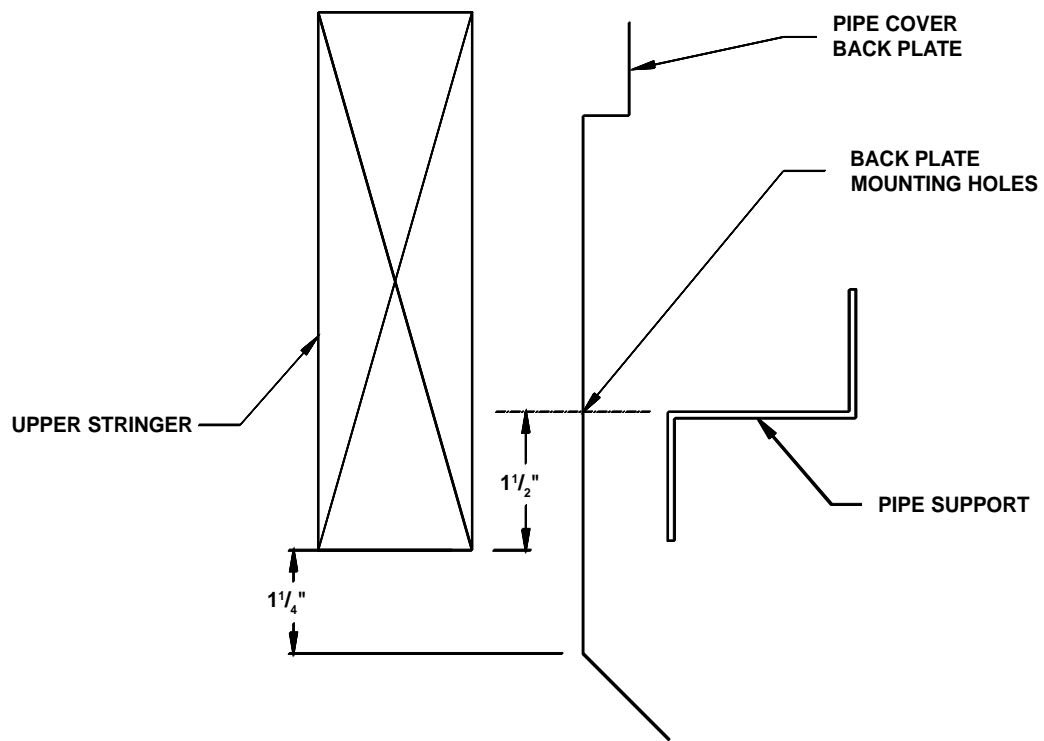 PIPE COVER
BACK PLATE
BACK PLATE
MOUNTING HOLES
UPPER STRINGER
1 1/2"
PIPE SUPPORT
1 1/4"